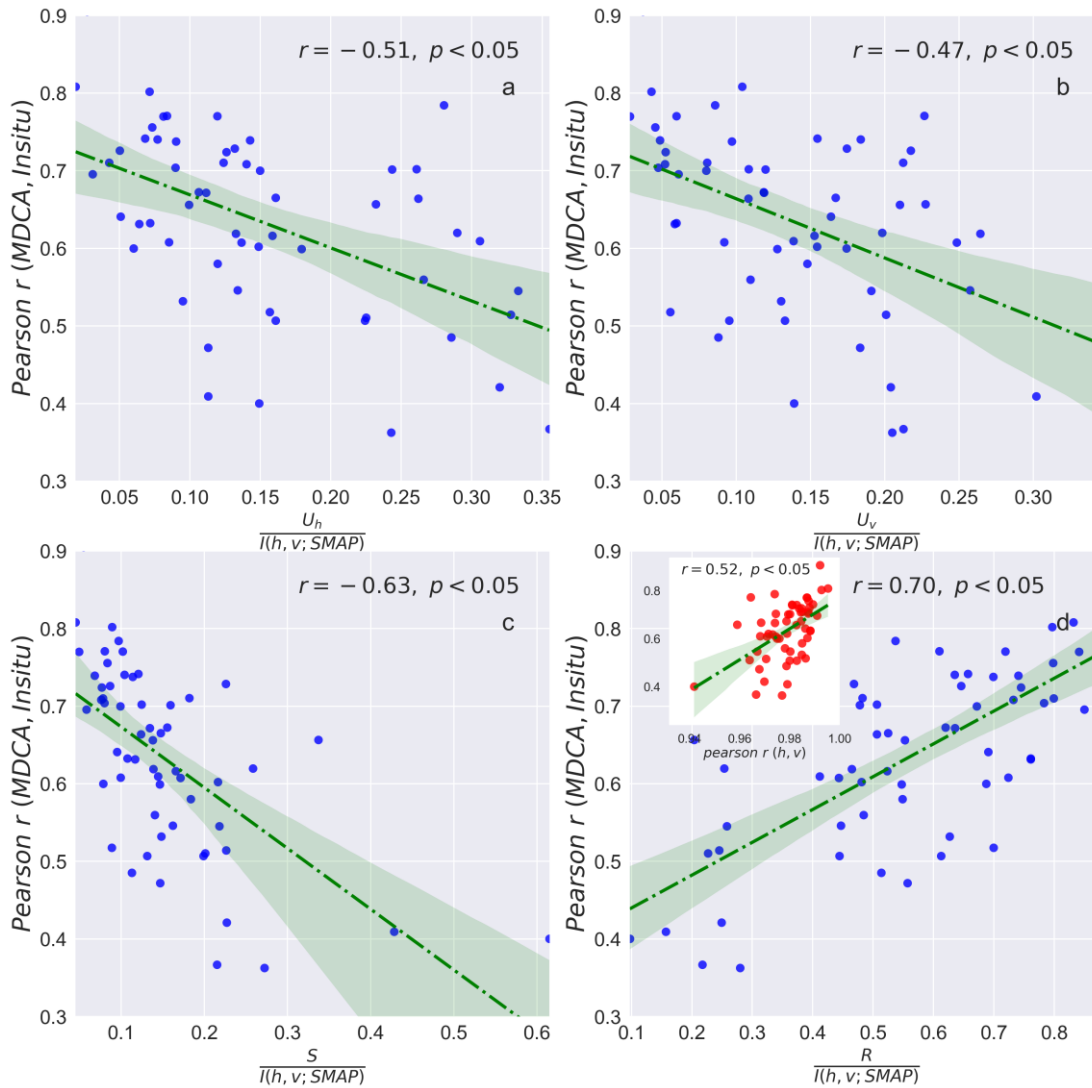 0.9
0.8
0.7
0.6
0.5
0.4
0.3
Pearson r (MDCA, Insitu)
r = −0.51, p < 0.05
a
0.05 0.10 0.15 0.20 0.25 0.30 0.35
U_h
I(h, v; SMAP)
0.9
0.8
0.7
0.6
0.5
0.4
0.3
Pearson r (MDCA, Insitu)
r = −0.47, p < 0.05
b
0.05 0.10 0.15 0.20 0.25 0.30
U_v
I(h, v; SMAP)
0.9
0.8
0.7
0.6
0.5
0.4
0.3
Pearson r (MDCA, Insitu)
r = −0.63, p < 0.05
c
0.1 0.2 0.3 0.4 0.5 0.6
S
I(h, v; SMAP)
0.9
0.8
0.7
0.6
0.5
0.4
0.3
Pearson r (MDCA, Insitu)
r = 0.52, p < 0.05
0.8
0.6
0.4
0.94 0.96 0.98 1.00
pearson r (h, v)
r = 0.70, p < 0.05
d
0.1 0.2 0.3 0.4 0.5 0.6 0.7 0.8
R
I(h, v; SMAP)